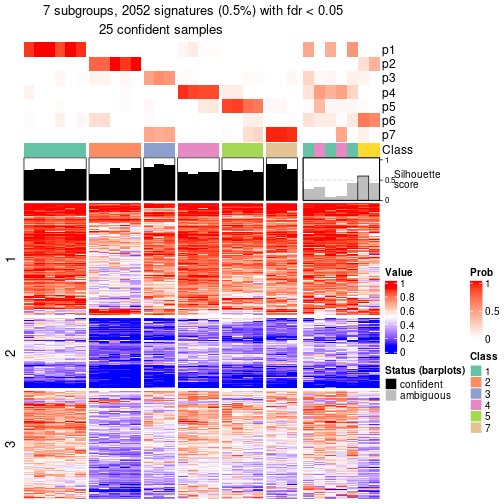 7 subgroups, 2052 signatures (0.5%) with fdr < 0.05
25 confident samples
p1
p2
p3
p4
p5
p6
p7
Class
1
0.5
0
Silhouette
score
1
2
3
Value
1
0.8
0.6
0.4
0.2
0
Prob
1
0.5
0
Status (barplots)
confident
ambiguous
Class
1
2
3
4
5
7